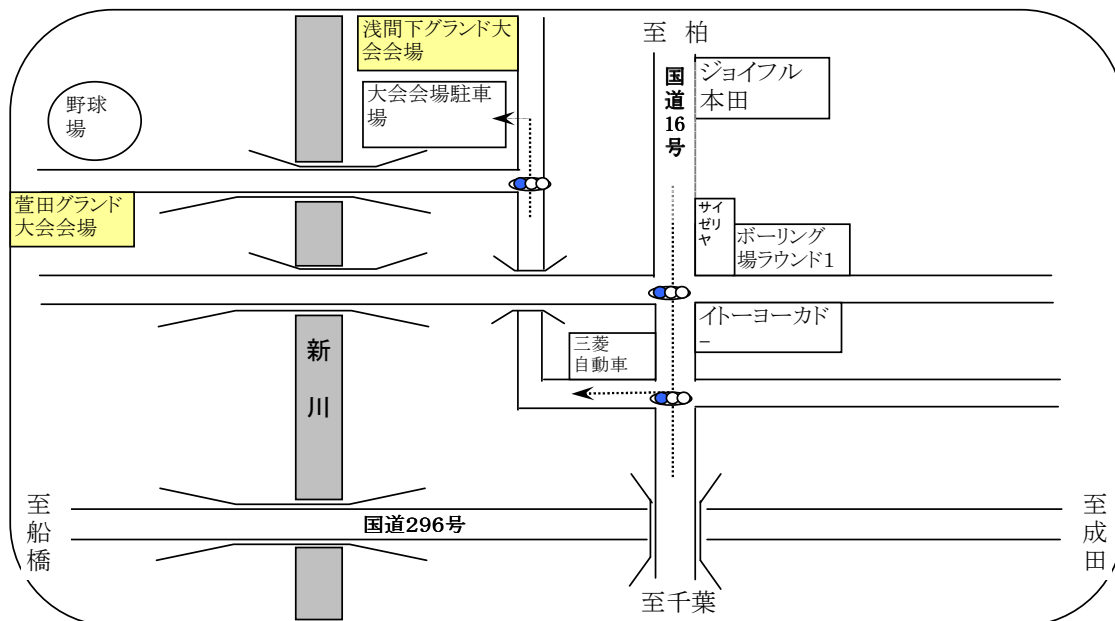 浅間下グランド大
会会場
至 柏
国
道
16
号
ジョイフル
本田
大会会場駐車
場
野球
場
萱田グランド
大会会場
サイ
ゼリ
ヤ
ボーリング
場ラウンド1
イトーヨーカド
−
三菱
自動車
新
川
至
船
橋
国道296号
至
成
田
至千葉